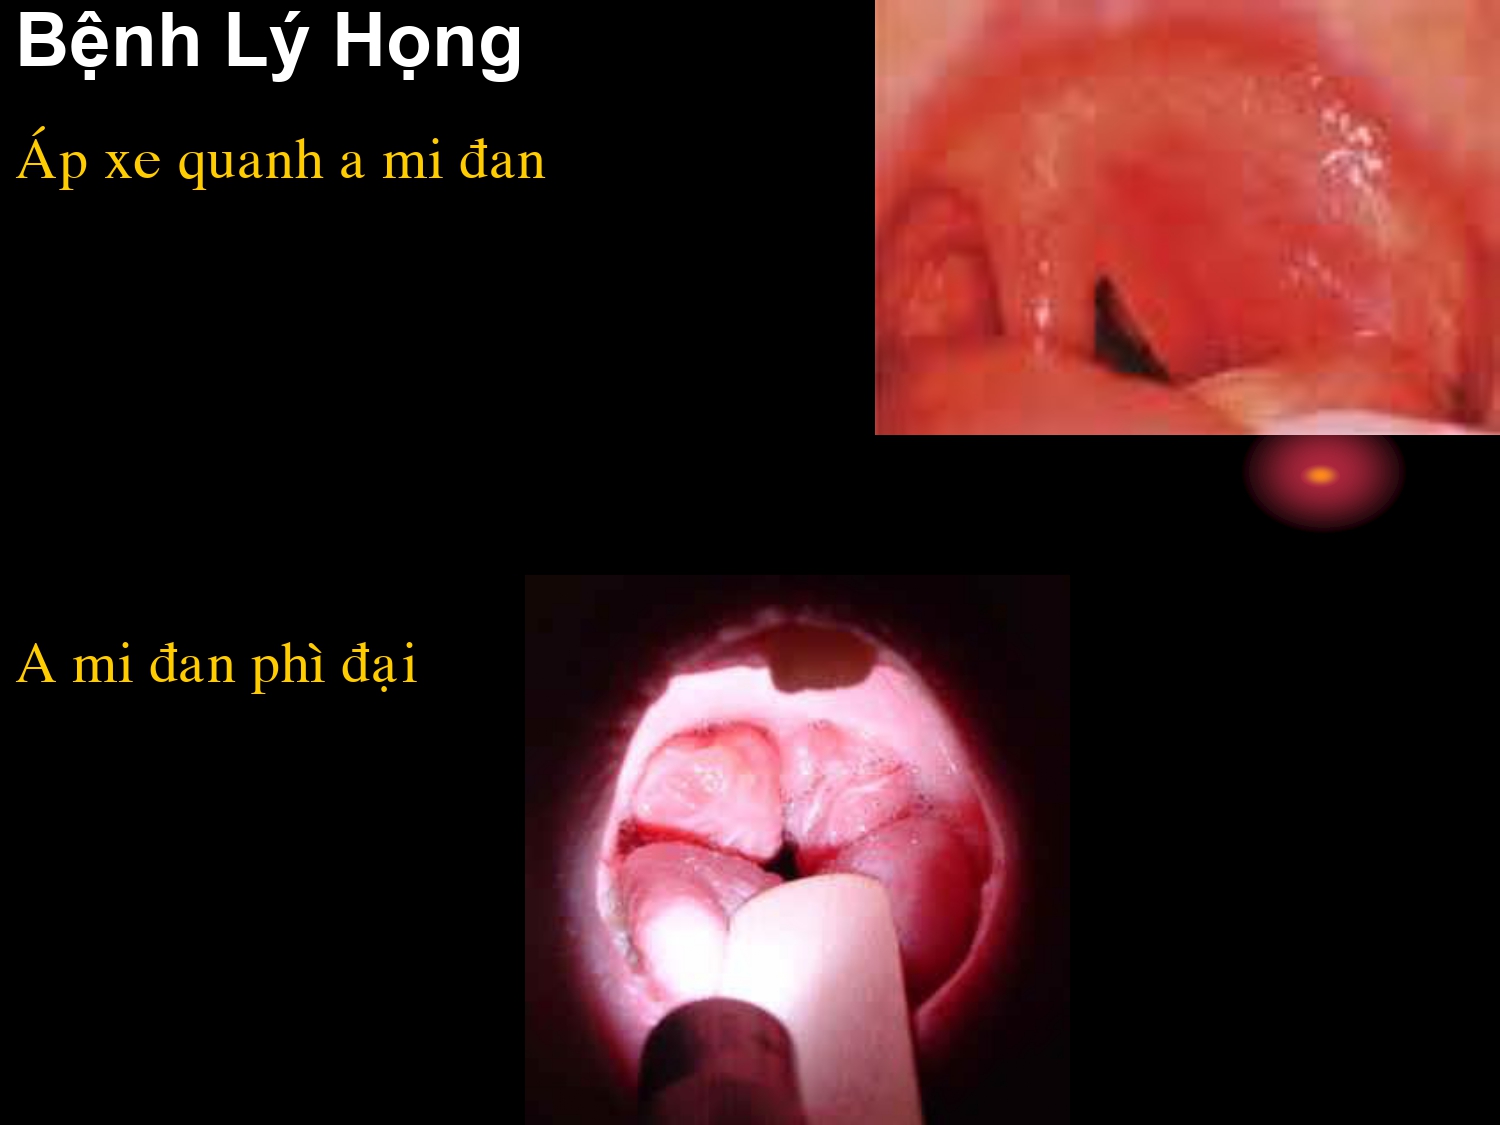 Bệnh Lý Họng
Áp xe quanh a mi đan
A mi đan phì đại